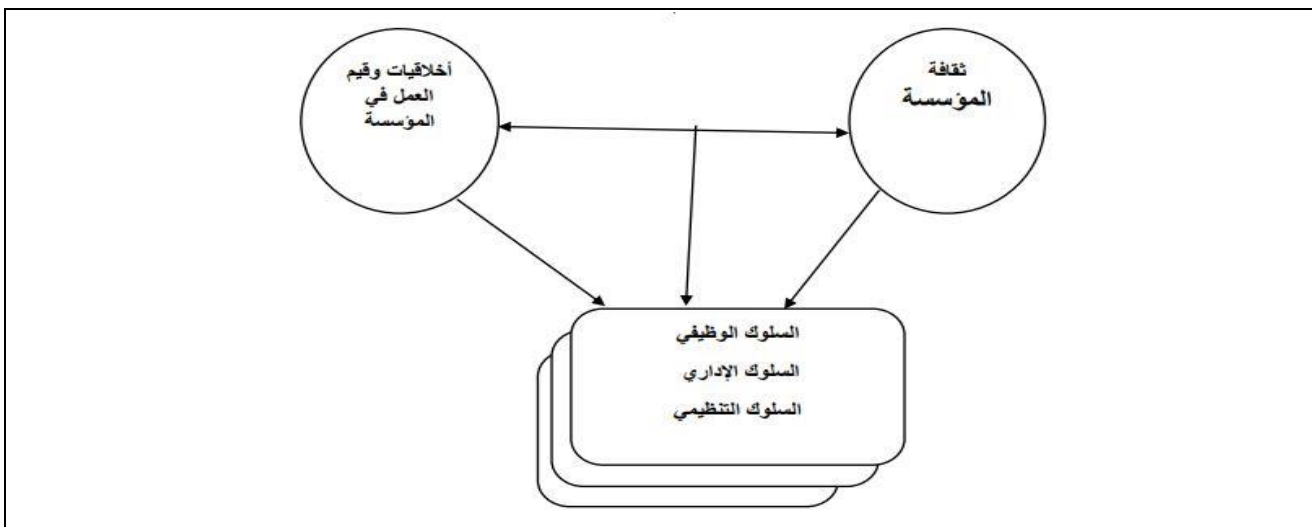 ثقافة
المؤسسة
أخلاقيات وقيم
العمل في
المؤسسة
السلوك الوظيفي
السلوك الإداري
السلوك التنظيمي